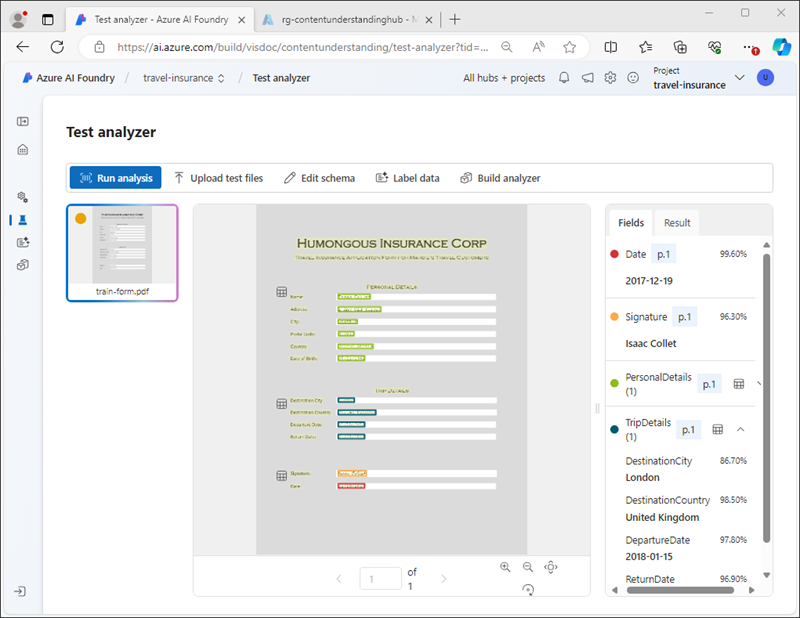 Test analyzer - Azure AI Foundry
rg-contentunderstandinghub - M
https://ai.azure.com/build/visdoc/contentunderstanding/test-analyzer?tid=...
Azure AI Foundry / travel-insurance / Test analyzer
All hubs + projects
Project
travel-insurance
U
Test analyzer
Run analysis
Upload test files
Edit schema
Label data
Build analyzer
train-form.pdf
HUMONGOUS INSURANCE CORP
TRAVEL INSURANCE APPLICATION FORM FOR MARGIE'S TRAVEL CUSTOMERS
PERSONAL DETAILS
Name:
Address:
City:
Postal Code:
Country:
Date of Birth:
TRIP DETAILS
Destination City:
Destination Country:
Departure Date:
Return Date:
Signature:
Date:
1 of
1
Fields
Result
Date p.1 99.60%
2017-12-19
Signature p.1 96.30%
Isaac Collet
PersonalDetails
(1) p.1
TripDetails
(1) p.1
DestinationCity 86.70%
London
DestinationCountry 98.50%
United Kingdom
DepartureDate 97.80%
2018-01-15
ReturnDate 96.90%